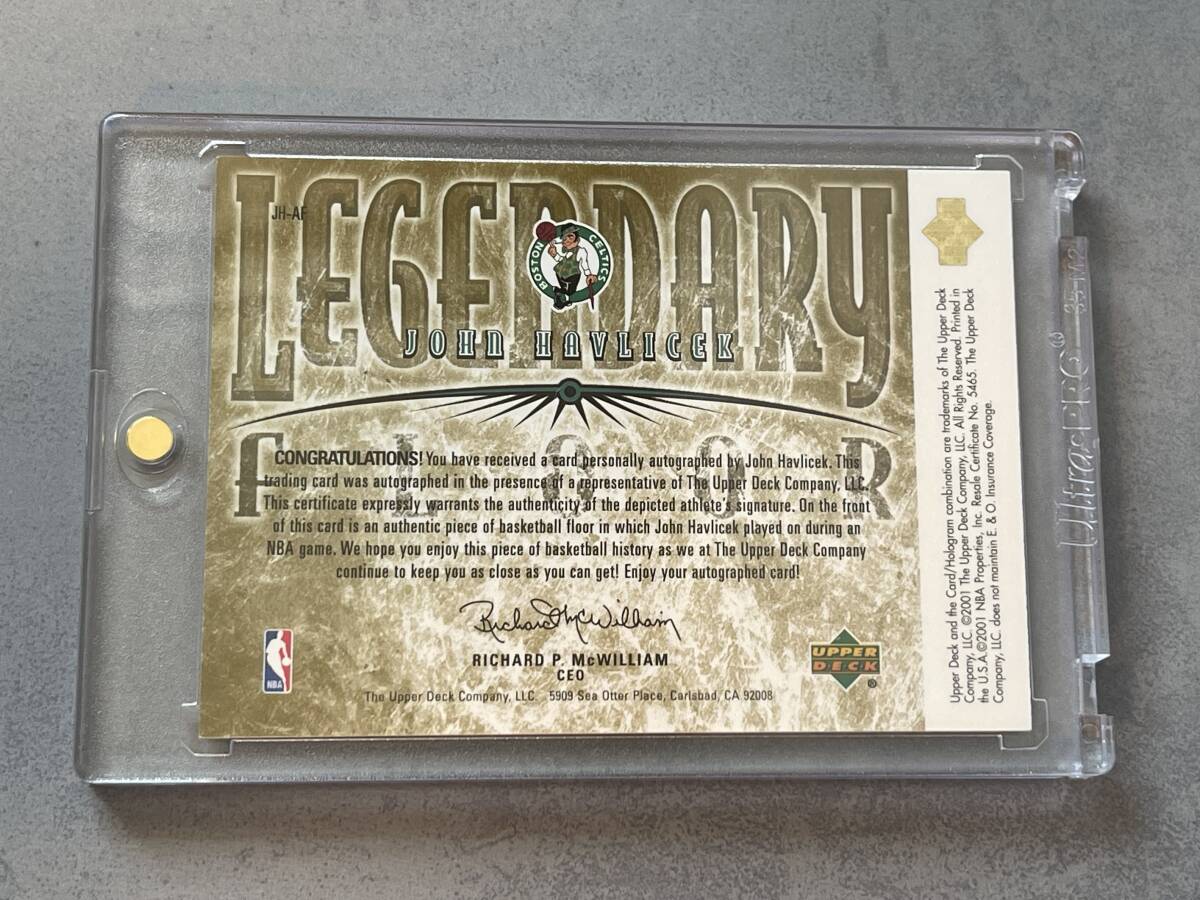 LEGENDARY
JH-AF
BOSTON CELTICS
JOHN HAVLICEK
FLOOR
CONGRATULATIONS! You have received a card personally autographed by John Havlicek. This
trading card was autographed in the presence of a representative of The Upper Deck Company, LLC.
This certificate expressly warrants the authenticity of the depicted athlete's signature. On the front
of this card is an authentic piece of basketball floor in which John Havlicek played on during an
NBA game. We hope you enjoy this piece of basketball history as we at The Upper Deck Company
continue to keep you as close as you can get! Enjoy your autographed card!
Richard McWilliam
RICHARD P. McWILLIAM
CEO
The Upper Deck Company, LLC 5909 Sea Otter Place, Carlsbad, CA 92008
NBA
UPPER
DECK
®
Upper Deck and the Card/Hologram combination are trademarks of The Upper Deck
Company, LLC. ©2001 The Upper Deck Company, LLC. All Rights Reserved. Printed in
the U.S.A. ©2001 NBA Properties, Inc. Resale Certificate No. 5465. The Upper Deck
Company, LLC. does not maintain E. & O. Insurance Coverage.
Ultra PRO®